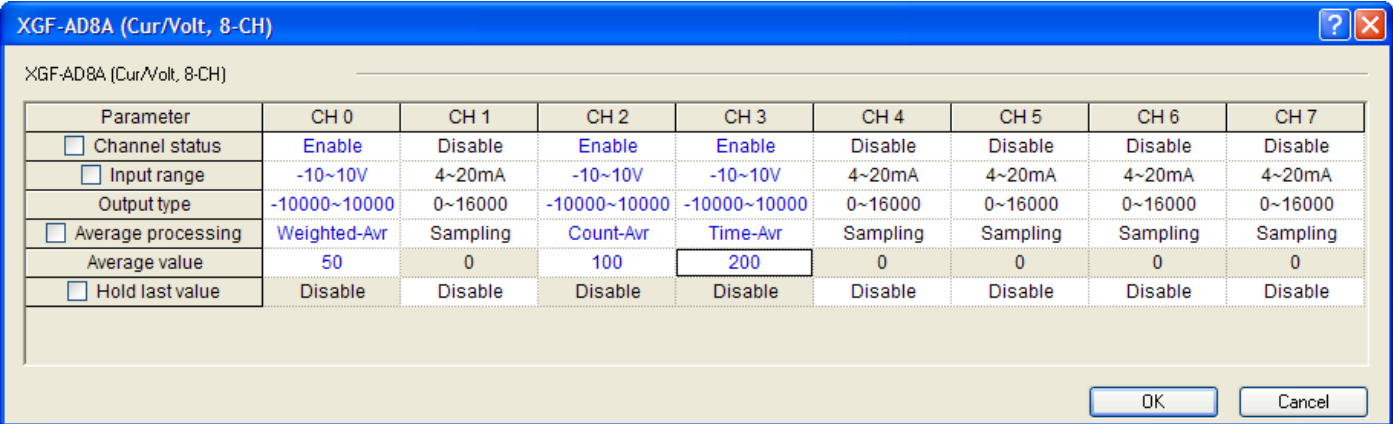 XGF-AD8A (Cur/Volt, 8-CH)
XGF-AD8A (Cur/Volt, 8-CH)
Parameter CH 0 CH 1 CH 2 CH 3 CH 4 CH 5 CH 6 CH 7
Channel status Enable Disable Enable Enable Disable Disable Disable Disable
Input range -10~10V 4~20mA -10~10V -10~10V 4~20mA 4~20mA 4~20mA 4~20mA
Output type -10000~10000 0~16000 -10000~10000 -10000~10000 0~16000 0~16000 0~16000 0~16000
Average processing Weighted-Avr Sampling Count-Avr Time-Avr Sampling Sampling Sampling Sampling
Average value 50 0 100 200 0 0 0 0
Hold last value Disable Disable Disable Disable Disable Disable Disable Disable
OK Cancel